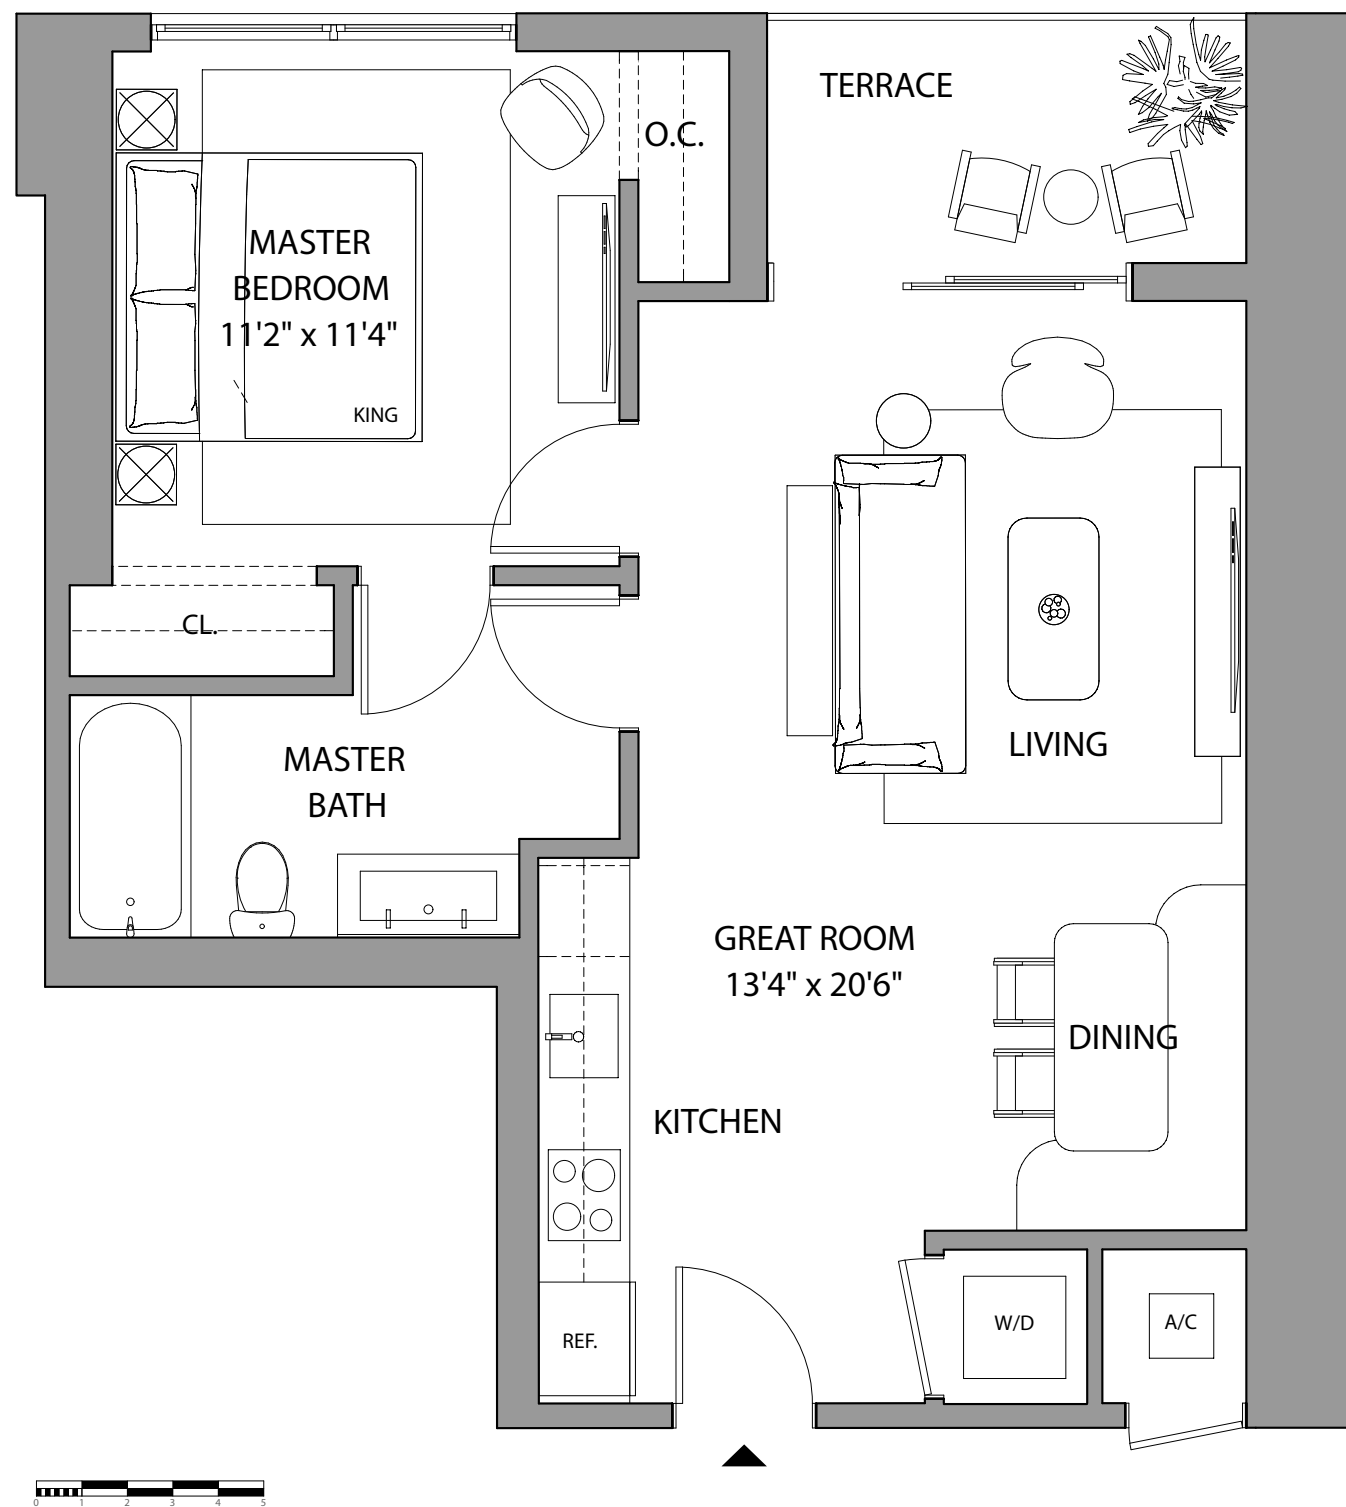 TERRACE
O.C.
MASTER
BEDROOM
11'2" x 11'4"
KING
CL.
LIVING
MASTER
BATH
GREAT ROOM
13'4" x 20'6"
DINING
KITCHEN
W/D
A/C
REF.
0 1 2 3 4 5